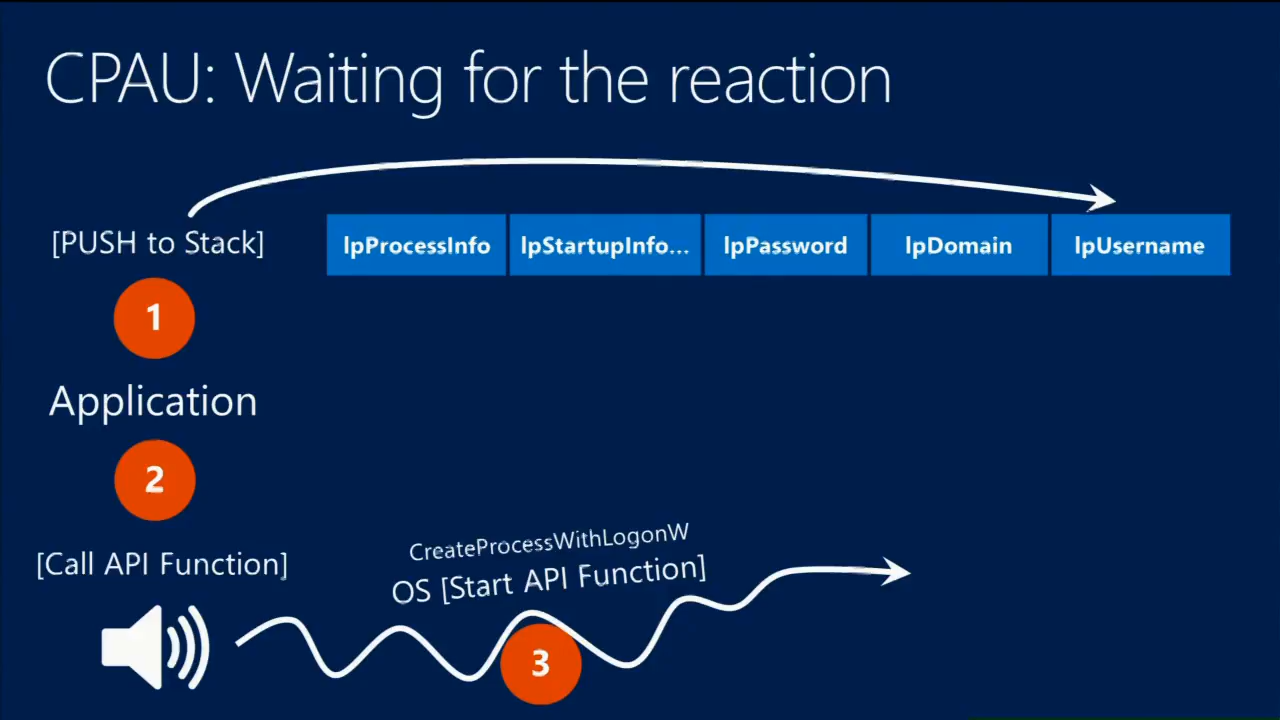 CPAU: Waiting for the reaction
[PUSH to Stack]
lpProcessInfo
lpStartupInfo...
lpPassword
lpDomain
lpUsername
1
Application
2
[Call API Function]
CreateProcessWithLogonW
OS [Start API Function]
3